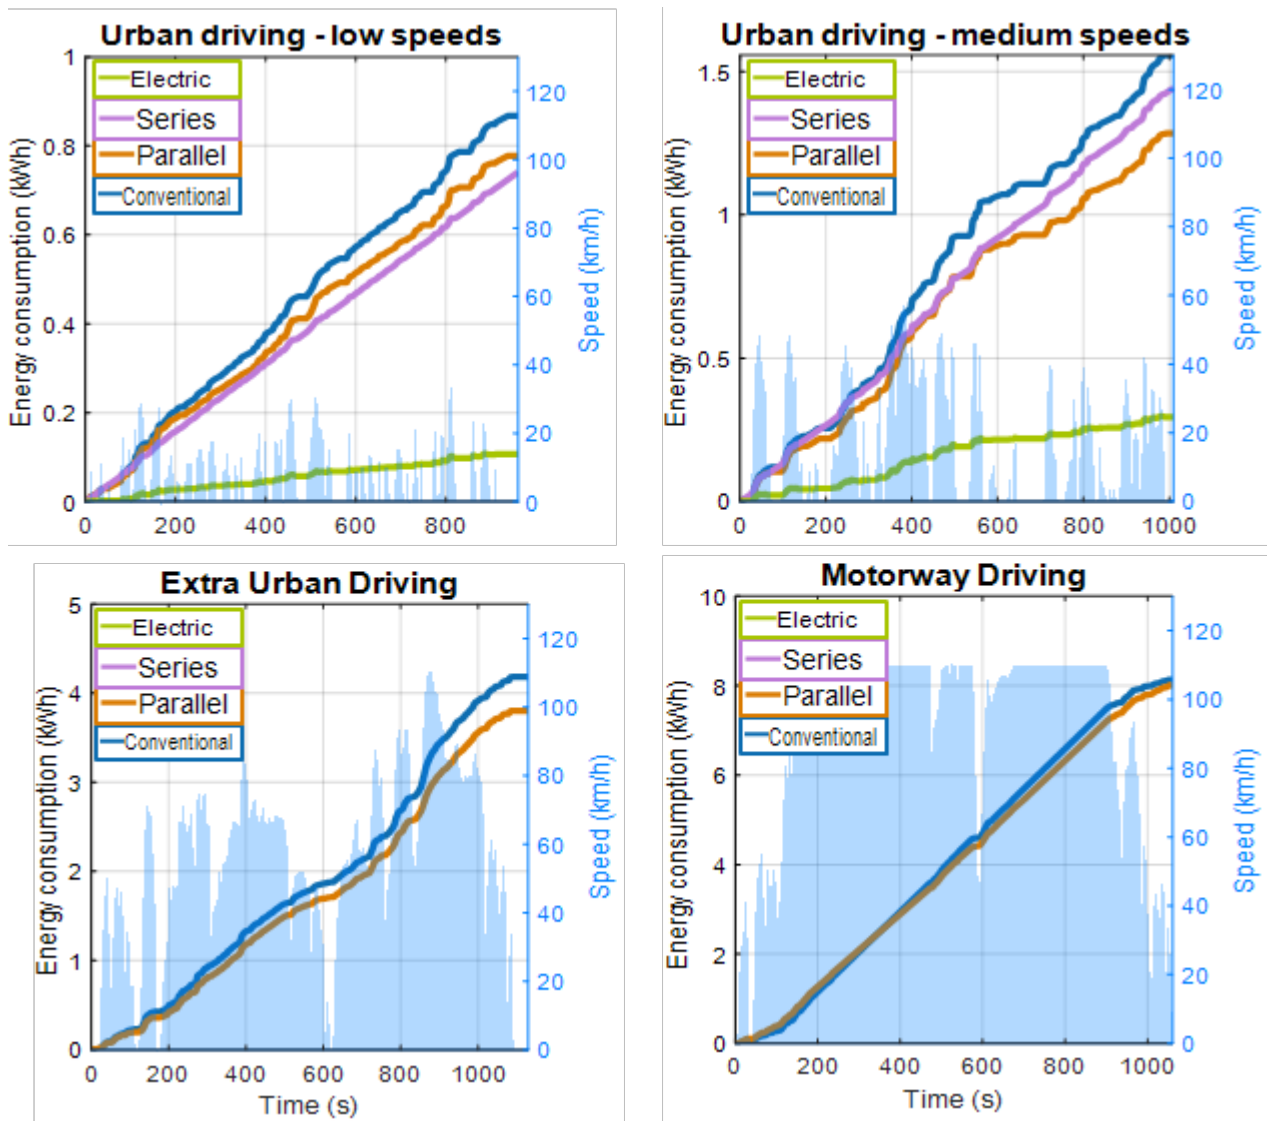 Urban driving - low speeds
Electric
Series
Parallel
Conventional
Energy consumption (kWh)
1
0.8
0.6
0.4
0.2
0
0 200 400 600 800
120
100
80
60
40
20
0
Speed (km/h)
Urban driving - medium speeds
Electric
Series
Parallel
Conventional
Energy consumption (kWh)
1.5
1
0.5
0
0 200 400 600 800 1000
120
100
80
60
40
20
0
Speed (km/h)
Extra Urban Driving
Electric
Series
Parallel
Conventional
Energy consumption (kWh)
5
4
3
2
1
0
0 200 400 600 800 1000
Time (s)
120
100
80
60
40
20
0
Speed (km/h)
Motorway Driving
Electric
Series
Parallel
Conventional
Energy consumption (kWh)
10
8
6
4
2
0
0 200 400 600 800 1000
Time (s)
120
100
80
60
40
20
0
Speed (km/h)